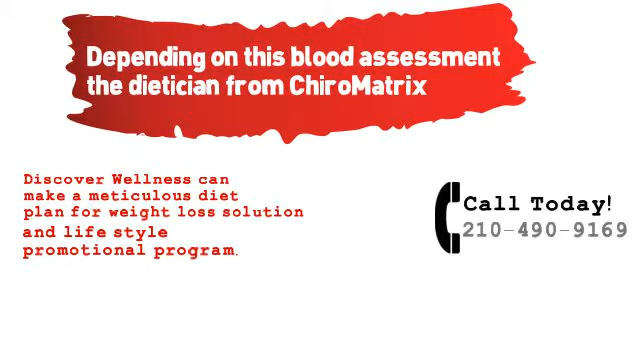 Depending on this blood assessment
the dietician from ChiroMatrix
Discover Wellness can
make a meticulous diet
plan for weight loss solution
and life style
promotional program.
Call Today!
210-490-9169